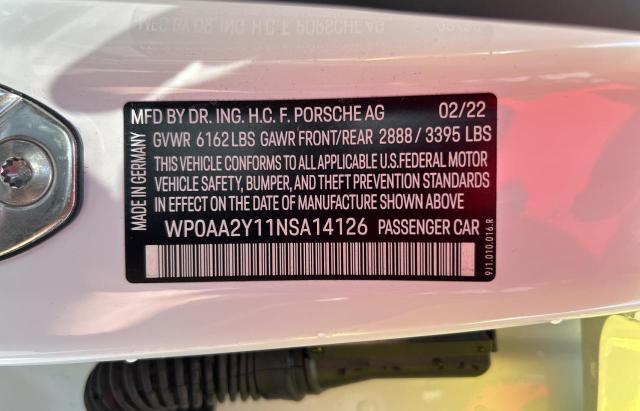 MFD BY DR. ING. H.C. F. PORSCHE AG 02/22
GVWR 6162 LBS GAWR FRONT/REAR 2888 / 3395 LBS
THIS VEHICLE CONFORMS TO ALL APPLICABLE U.S. FEDERAL MOTOR
VEHICLE SAFETY, BUMPER, AND THEFT PREVENTION STANDARDS
IN EFFECT ON THE DATE OF MANUFACTURE SHOWN ABOVE
WP0AA2Y11NSA14126 PASSENGER CAR
MADE IN GERMANY
9J1.010.016.R